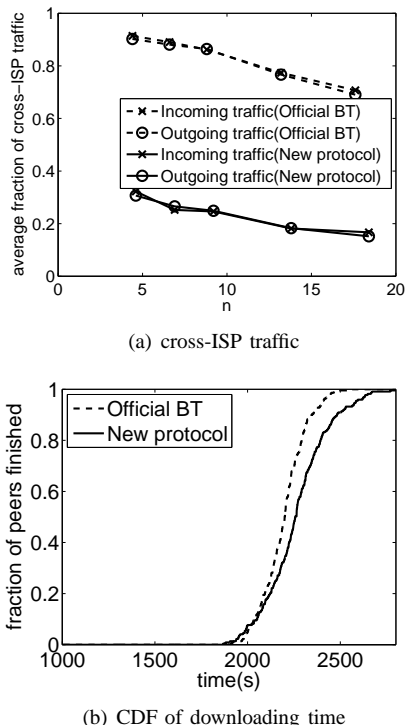 average fraction of cross−ISP traffic
1
0.8
0.6
0.4
0.2
0
Incoming traffic(Official BT)
Outgoing traffic(Official BT)
Incoming traffic(New protocol)
Outgoing traffic(New protocol)
0 5 10 15 20
n
(a) cross-ISP traffic
fraction of peers finished
1
0.8
0.6
0.4
0.2
0
Official BT
New protocol
1000 1500 2000 2500
time(s)
(b) CDF of downloading time